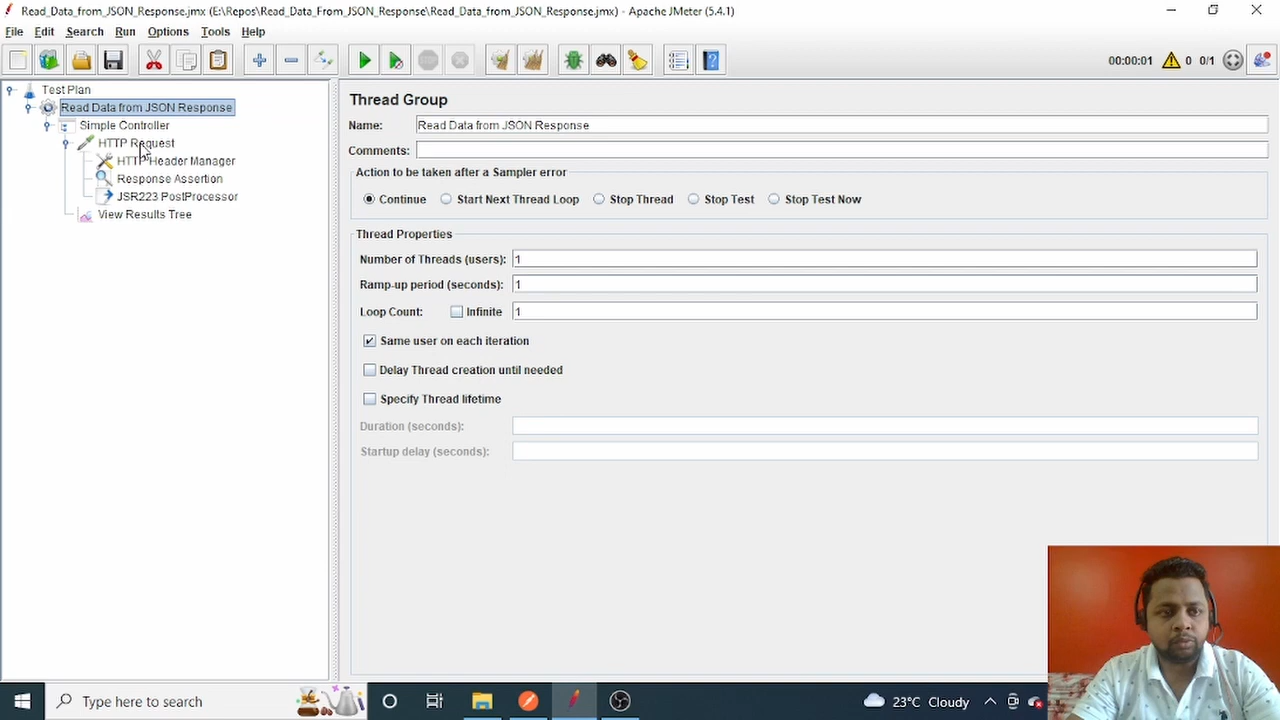 Read_Data_from_JSON_Response.jmx (E:\Repos\Read_Data_From_JSON_Response\Read_Data_from_JSON_Response.jmx) - Apache JMeter (5.4.1)
File Edit Search Run Options Tools Help
00:00:01 0 0/1
Test Plan
Read Data from JSON Response
Simple Controller
HTTP Request
HTTP Header Manager
Response Assertion
JSR223 PostProcessor
View Results Tree
Thread Group
Name: Read Data from JSON Response
Comments:
Action to be taken after a Sampler error
Continue Start Next Thread Loop Stop Thread Stop Test Stop Test Now
Thread Properties
Number of Threads (users): 1
Ramp-up period (seconds): 1
Loop Count: Infinite 1
Same user on each iteration
Delay Thread creation until needed
Specify Thread lifetime
Duration (seconds):
Startup delay (seconds):
Type here to search
23°C Cloudy